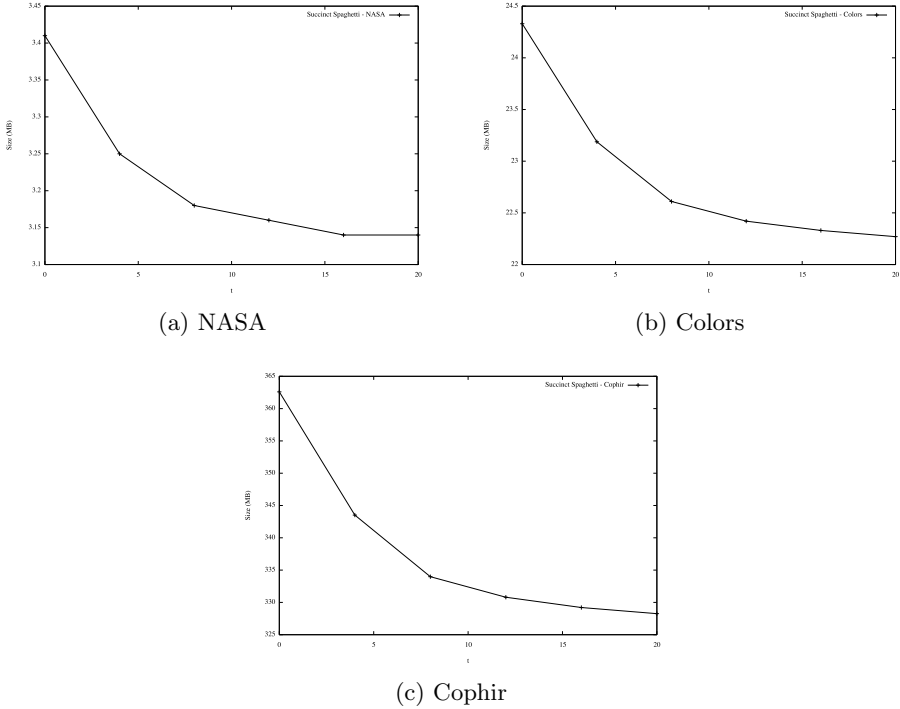 Succinct Spaghetti - NASA
3.45
3.4
3.35
3.3
3.25
3.2
3.15
3.1
Size (MB)
0 5 10 15 20
t
(a) NASA
Succinct Spaghetti - Colors
24.5
24
23.5
23
22.5
22
Size (MB)
0 5 10 15 20
t
(b) Colors
Succinct Spaghetti - Cophir
365
360
355
350
345
340
335
330
325
Size (MB)
0 5 10 15 20
t
(c) Cophir